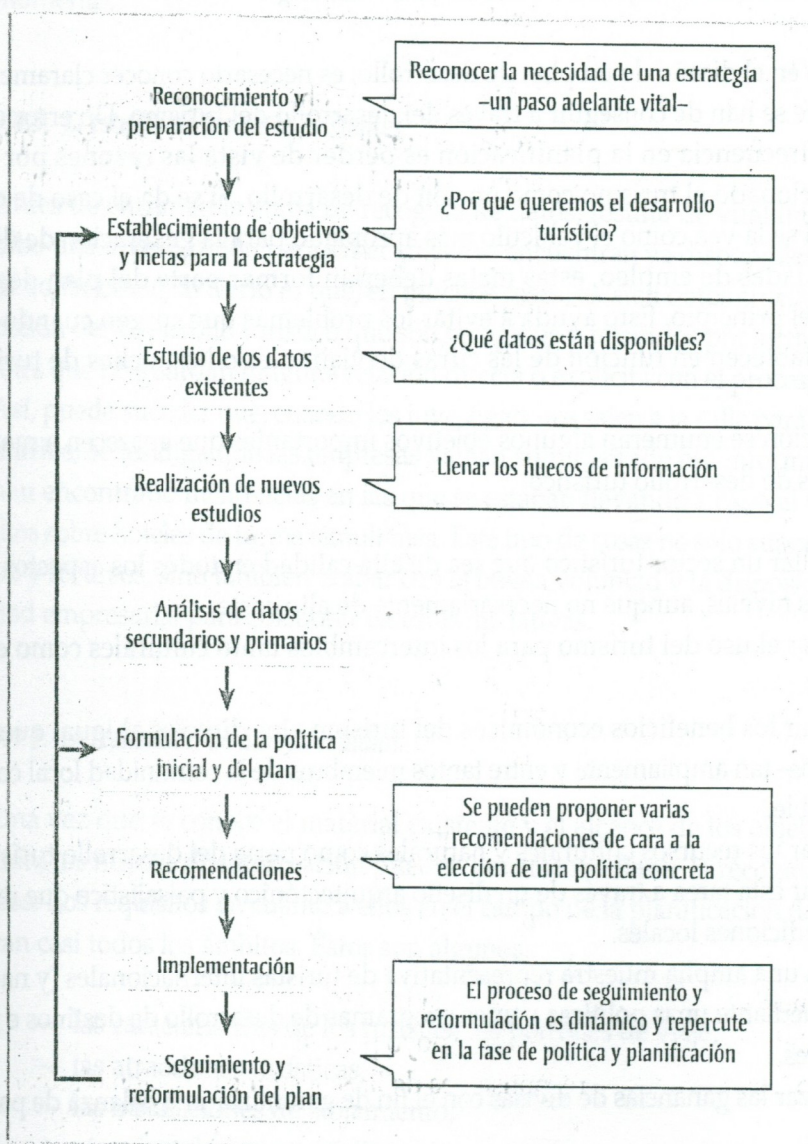 Reconocimiento y
preparación del estudio
Reconocer la necesidad de una estrategia
–un paso adelante vital–
Establecimiento de objetivos
y metas para la estrategia
¿Por qué queremos el desarrollo
turístico?
Estudio de los datos
existentes
¿Qué datos están disponibles?
Realización de nuevos
estudios
Llenar los huecos de información
Análisis de datos
secundarios y primarios
Formulación de la política
inicial y del plan
Recomendaciones
Se pueden proponer varias
recomendaciones de cara a la
elección de una política concreta
Implementación
Seguimiento y
reformulación del plan
El proceso de seguimiento y
reformulación es dinámico y repercute
en la fase de política y planificación